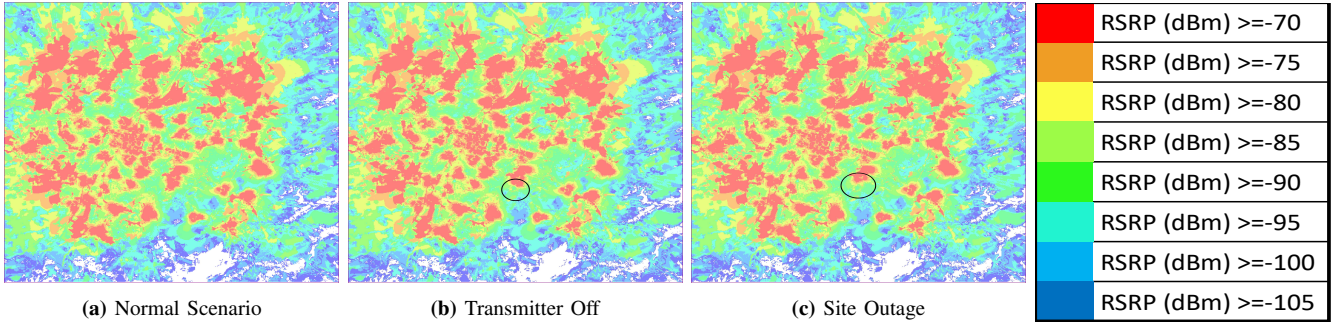 RSRP (dBm) >=-70
RSRP (dBm) >=-75
RSRP (dBm) >=-80
RSRP (dBm) >=-85
RSRP (dBm) >=-90
RSRP (dBm) >=-95
RSRP (dBm) >=-100
RSRP (dBm) >=-105
(a) Normal Scenario
(b) Transmitter Off
(c) Site Outage